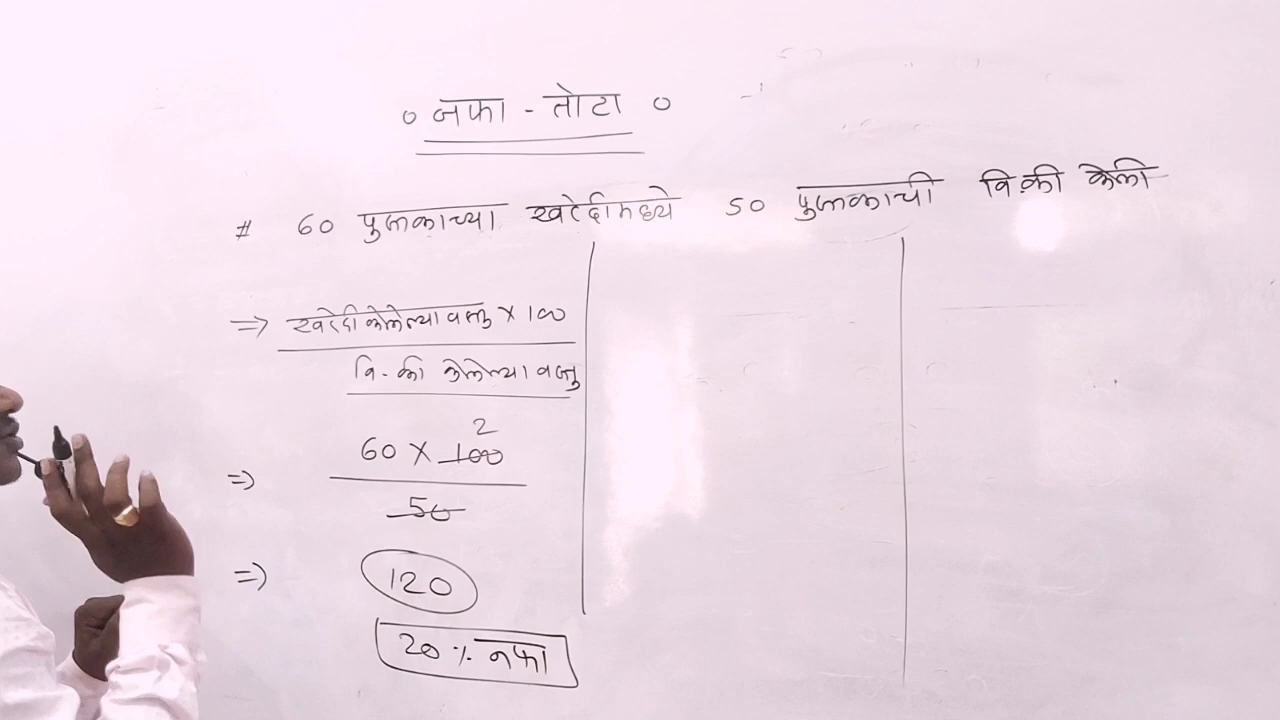 ० नफा - तोटा ०
# 60 पुस्तकाच्या खरेदीमध्ये 50 पुस्तकाची विक्री केली
=> खरेदी केलेल्या वस्तु X 100
विक्री केलेल्या वस्तु
2
=> 60 X 100
50
=> 120
20 % नफा